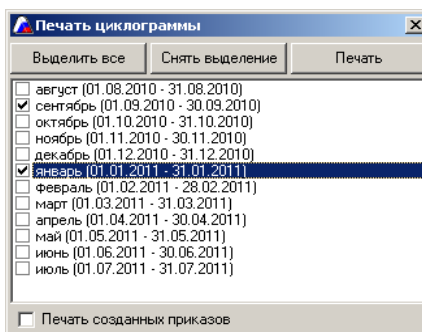 Печать циклограммы
Выделить все Снять выделение Печать
август (01.08.2010 - 31.08.2010)
сентябрь (01.09.2010 - 30.09.2010)
октябрь (01.10.2010 - 31.10.2010)
ноябрь (01.11.2010 - 30.11.2010)
декабрь (01.12.2010 - 31.12.2010)
январь (01.01.2011 - 31.01.2011)
февраль (01.02.2011 - 28.02.2011)
март (01.03.2011 - 31.03.2011)
апрель (01.04.2011 - 30.04.2011)
май (01.05.2011 - 31.05.2011)
июнь (01.06.2011 - 30.06.2011)
июль (01.07.2011 - 31.07.2011)
Печать созданных приказов